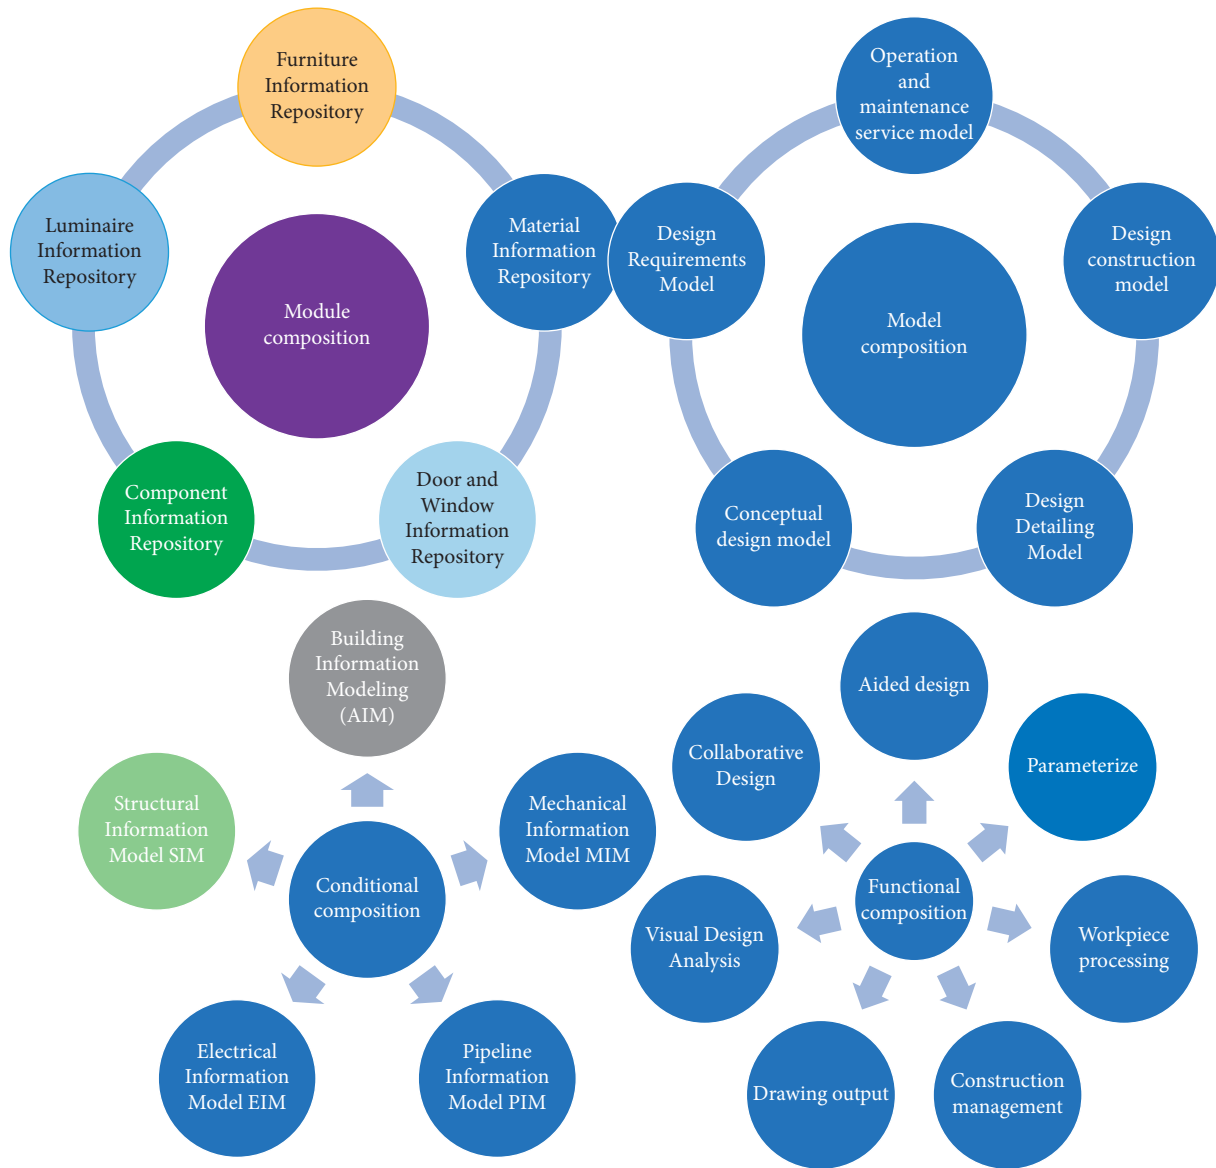 Furniture
Information
Repository
Luminaire
Information
Repository
Material
Information
Repository
Module
composition
Component
Information
Repository
Door and
Window
Information
Repository
Operation
and
maintenance
service model
Design
Requirements
Model
Design
construction
model
Model
composition
Conceptual
design model
Design
Detailing
Model
Building
Information
Modeling
(AIM)
Structural
Information
Model SIM
Mechanical
Information
Model MIM
Conditional
composition
Electrical
Information
Model EIM
Pipeline
Information
Model PIM
Aided design
Collaborative
Design
Parameterize
Functional
composition
Visual Design
Analysis
Workpiece
processing
Drawing output
Construction
management